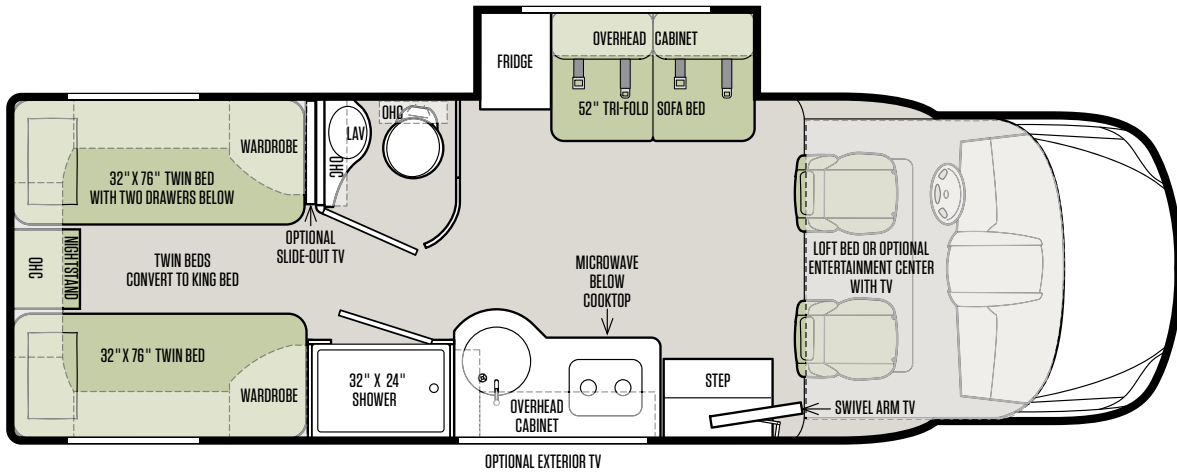 OVERHEAD CABINET
FRIDGE
52" TRI-FOLD SOFA BED
OHC
LAV
OHC
WARDROBE
32" X 76" TWIN BED
WITH TWO DRAWERS BELOW
OPTIONAL
SLIDE-OUT TV
OHC
NIGHTSTAND
TWIN BEDS
CONVERT TO KING BED
MICROWAVE
BELOW
COOKTOP
LOFT BED OR OPTIONAL
ENTERTAINMENT CENTER
WITH TV
32" X 76" TWIN BED
WARDROBE
32" X 24"
SHOWER
OVERHEAD
CABINET
STEP
SWIVEL ARM TV
OPTIONAL EXTERIOR TV